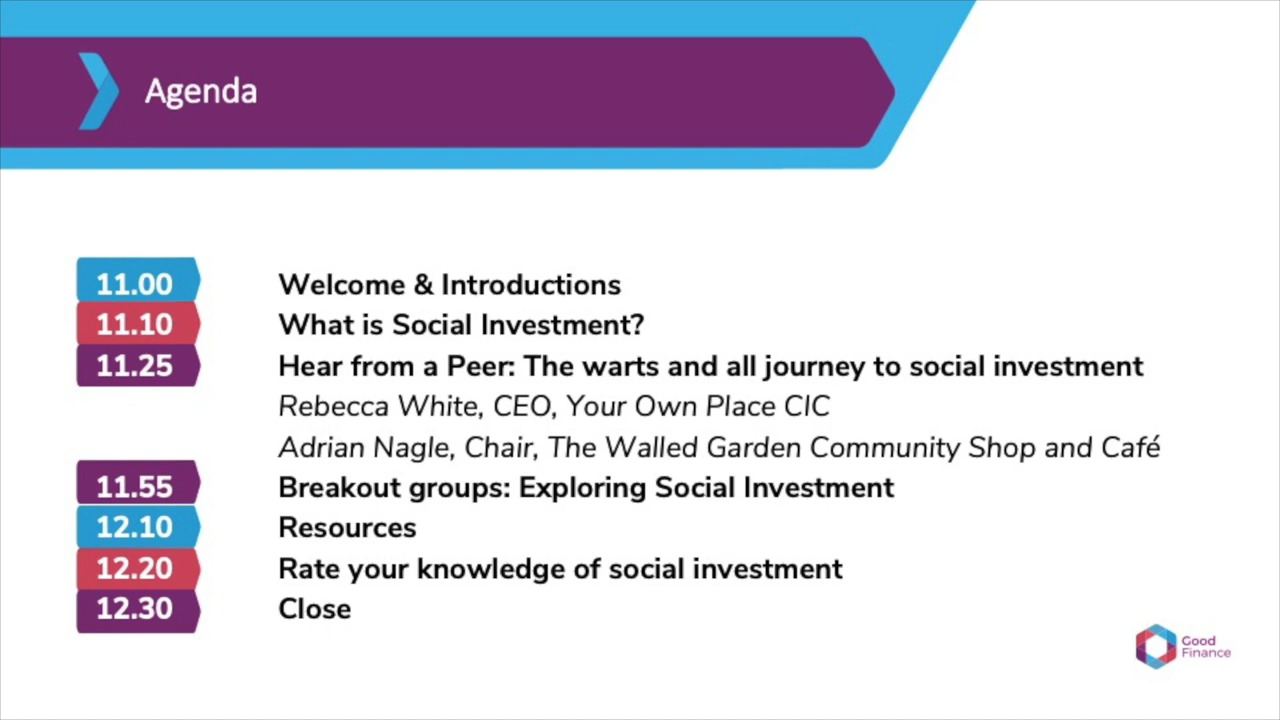 Agenda
11.00 Welcome & Introductions
11.10 What is Social Investment?
11.25 Hear from a Peer: The warts and all journey to social investment
Rebecca White, CEO, Your Own Place CIC
Adrian Nagle, Chair, The Walled Garden Community Shop and Café
11.55 Breakout groups: Exploring Social Investment
12.10 Resources
12.20 Rate your knowledge of social investment
12.30 Close
Good
Finance